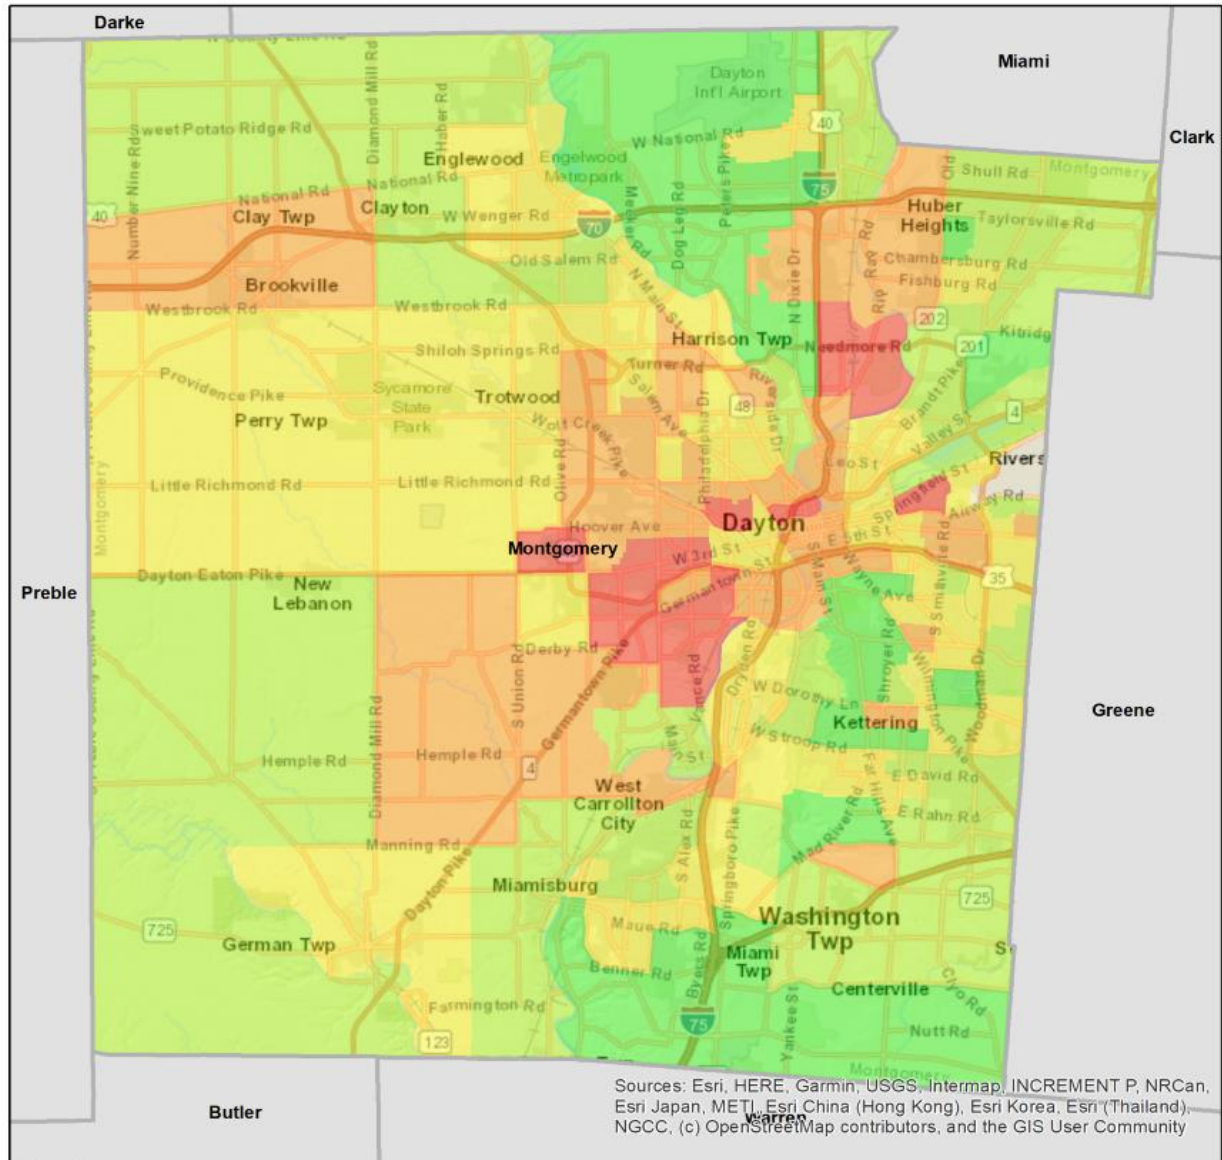 Darke
Miami
Clark
N County Line Rd
Dayton
Int'l Airport
Diamond Mill Rd
Haber Rd
Sweet Potato Ridge Rd
W National Rd
40
Number Nine Rd
Englewood
Engelwood
Metropark
Peters Pike
75
Old
Shull Rd
Montgomery
National Rd
National Rd
40
Clay Twp
Clayton
W Wenger Rd
70
Meeker Rd
Dog Leg Rd
Huber
Heights
Taylorsville Rd
Old Salem Rd
N Dixie Dr
Rip Rap Rd
Chambersburg Rd
Fishburg Rd
Brookville
Westbrook Rd
Westbrook Rd
N Main St
202
Kitridg
Harrison Twp
Needmore Rd
201
Shiloh Springs Rd
Turner Rd
Providence Pike
Sycamore
State
Park
Trotwood
Salem Ave
Philadelphia Dr
48
Brandt Pike
4
Perry Twp
Wolf Creek Pike
Valley St
Leo St
Rivers
Olive Rd
Little Richmond Rd
Little Richmond Rd
Springfield St
Airway Rd
Montgomery
Hoover Ave
Dayton
Montgomery
W 3rd St
E 5th St
S Smithville Rd
Dayton Eaton Pike
35
Preble
New
Lebanon
Germantown St
S Main St
Wayne Ave
Derby Rd
S Union Rd
Germantown Pike
Vance Rd
Dryden Rd
W Dorothy Ln
Shroyer Rd
Wilmington Pike
Woodman Dr
Greene
Kettering
Diamond Mill Rd
Main St
W Stroop Rd
Hemple Rd
Hemple Rd
4
West
Carrollton
City
Far Hills Ave
E David Rd
E Rahn Rd
Manning Rd
S Alex Rd
Springboro Pike
Mad River Rd
Dayton Pike
Miamisburg
725
725
Washington
Twp
Maue Rd
German Twp
Miami
Twp
Benner Rd
Byers Rd
Centerville
Clyo Rd
Farmington Rd
123
75
Yankee St
Nutt Rd
Montgomery
Butler
Warren
Sources: Esri, HERE, Garmin, USGS, Intermap, INCREMENT P, NRCan,
Esri Japan, METI, Esri China (Hong Kong), Esri Korea, Esri (Thailand),
NGCC, (c) OpenStreetMap contributors, and the GIS User Community